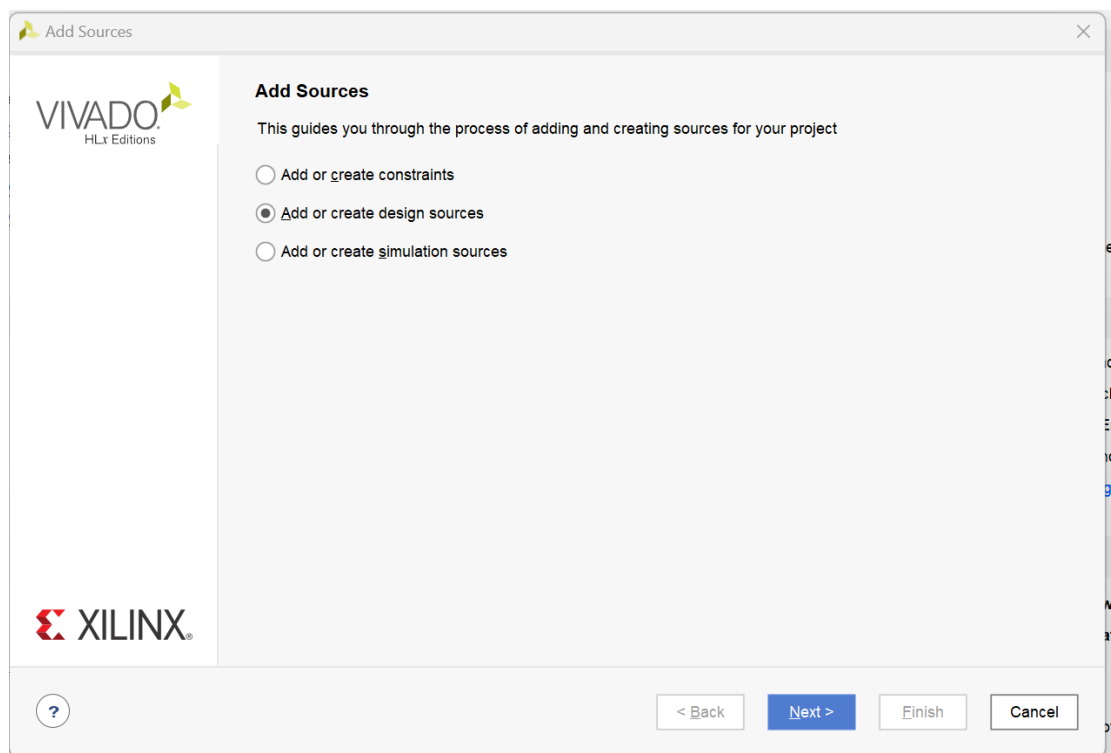 Add Sources
VIVADO.
HLx Editions
Add Sources
This guides you through the process of adding and creating sources for your project
Add or create constraints
Add or create design sources
Add or create simulation sources
XILINX®
?
< Back
Next >
Finish
Cancel